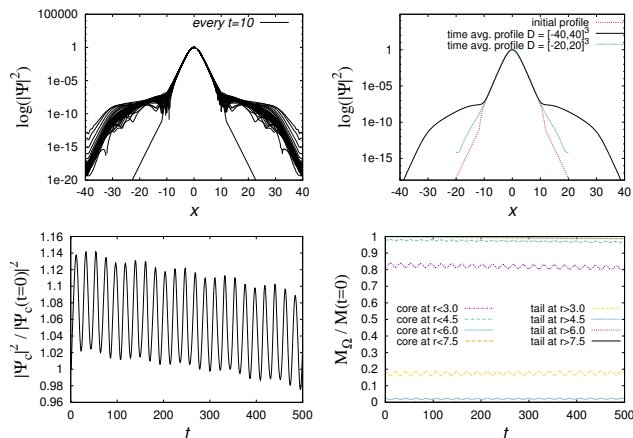 100000
1
1e-05
1e-10
1e-15
1e-20
-40 -30 -20 -10 0 10 20 30 40
log(|Ψ|²)
x
every t=10
1
1e-05
1e-10
1e-15
-40 -30 -20 -10 0 10 20 30 40
log(|Ψ|²)
x
initial profile
time avg. profile D = [-40,40]³
time avg. profile D = [-20,20]³
1.16
1.14
1.12
1.1
1.08
1.06
1.04
1.02
1
0.98
0.96
0 100 200 300 400 500
|Ψc|² / |Ψc(t=0)|²
t
1
0.9
0.8
0.7
0.6
0.5
0.4
0.3
0.2
0.1
0
0 100 200 300 400 500
MΩ / M(t=0)
t
core at r<3.0
core at r<4.5
core at r<6.0
core at r<7.5
tail at r>3.0
tail at r>4.5
tail at r>6.0
tail at r>7.5